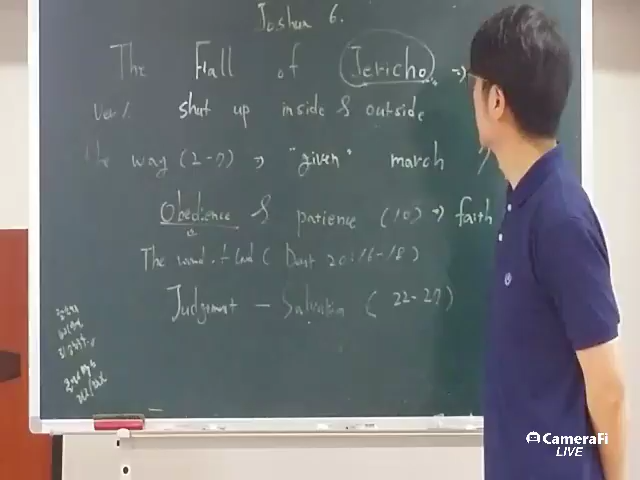 Joshua 6.
The Fall of Jericho →
Ver 1. shut up inside & outside
the way (2-7) → "given" march
Obedience & patience (10) → faith
The word of God ( Deut 20:16-18)
Judgement - Salvation ( 22-27)
CameraFi
LIVE